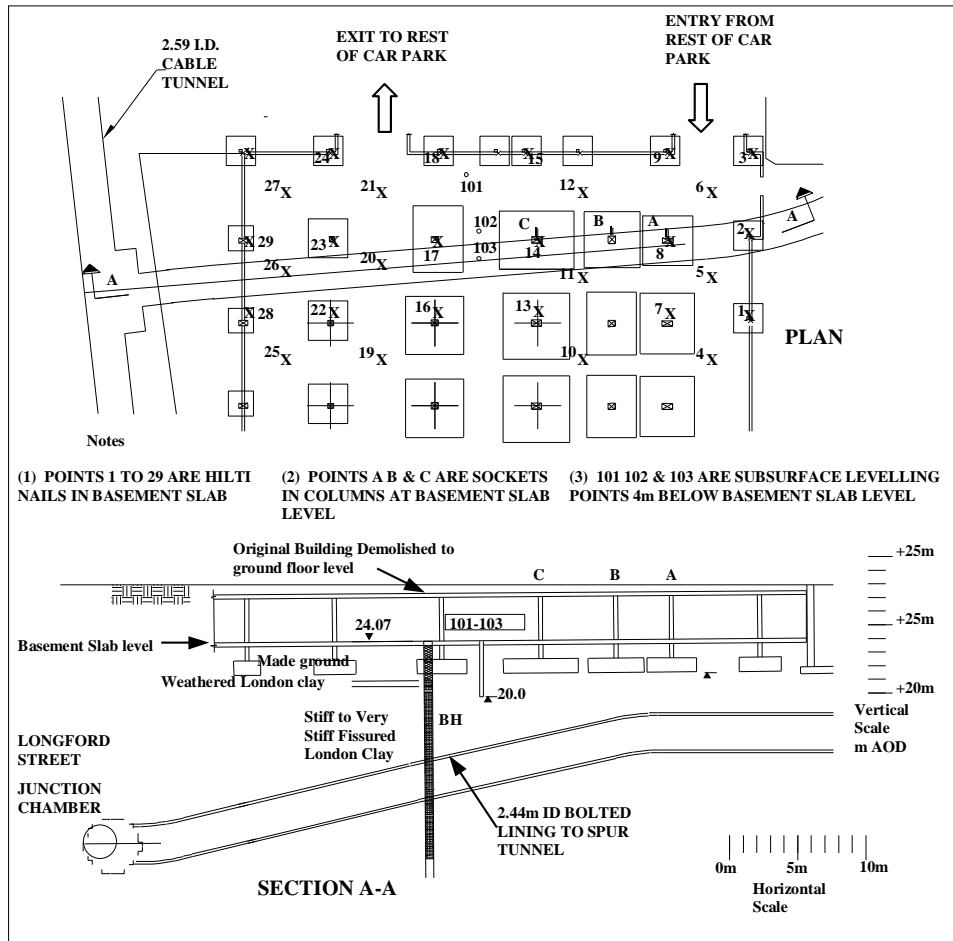 2.59 I.D.
CABLE
TUNNEL
EXIT TO REST
OF CAR PARK
ENTRY FROM
REST OF CAR
PARK
24 X
X
18 X
X
15
9 X
3 X
27 X
21 X
101
12 X
6 X
29 X
23 X
102
17 X
C
14 X
B
A
8 X
2 X
A
A
26 X
20 X
103
11 X
5 X
28 X
22 X
16 X
13 X
7 X
1 X
PLAN
25 X
19 X
10 X
4 X
Notes
(1) POINTS 1 TO 29 ARE HILTI
NAILS IN BASEMENT SLAB
(2) POINTS A B & C ARE SOCKETS
IN COLUMNS AT BASEMENT SLAB
LEVEL
(3) 101 102 & 103 ARE SUBSURFACE LEVELLING
POINTS 4m BELOW BASEMENT SLAB LEVEL
Original Building Demolished to
ground floor level
C
B
A
+25m
24.07
101-103
+25m
Basement Slab level
Made ground
Weathered London clay
20.0
+20m
Stiff to Very
Stiff Fissured
London Clay
BH
Vertical
Scale
m AOD
LONGFORD
STREET
JUNCTION
CHAMBER
2.44m ID BOLTED
LINING TO SPUR
TUNNEL
SECTION A-A
0m
5m
10m
Horizontal
Scale